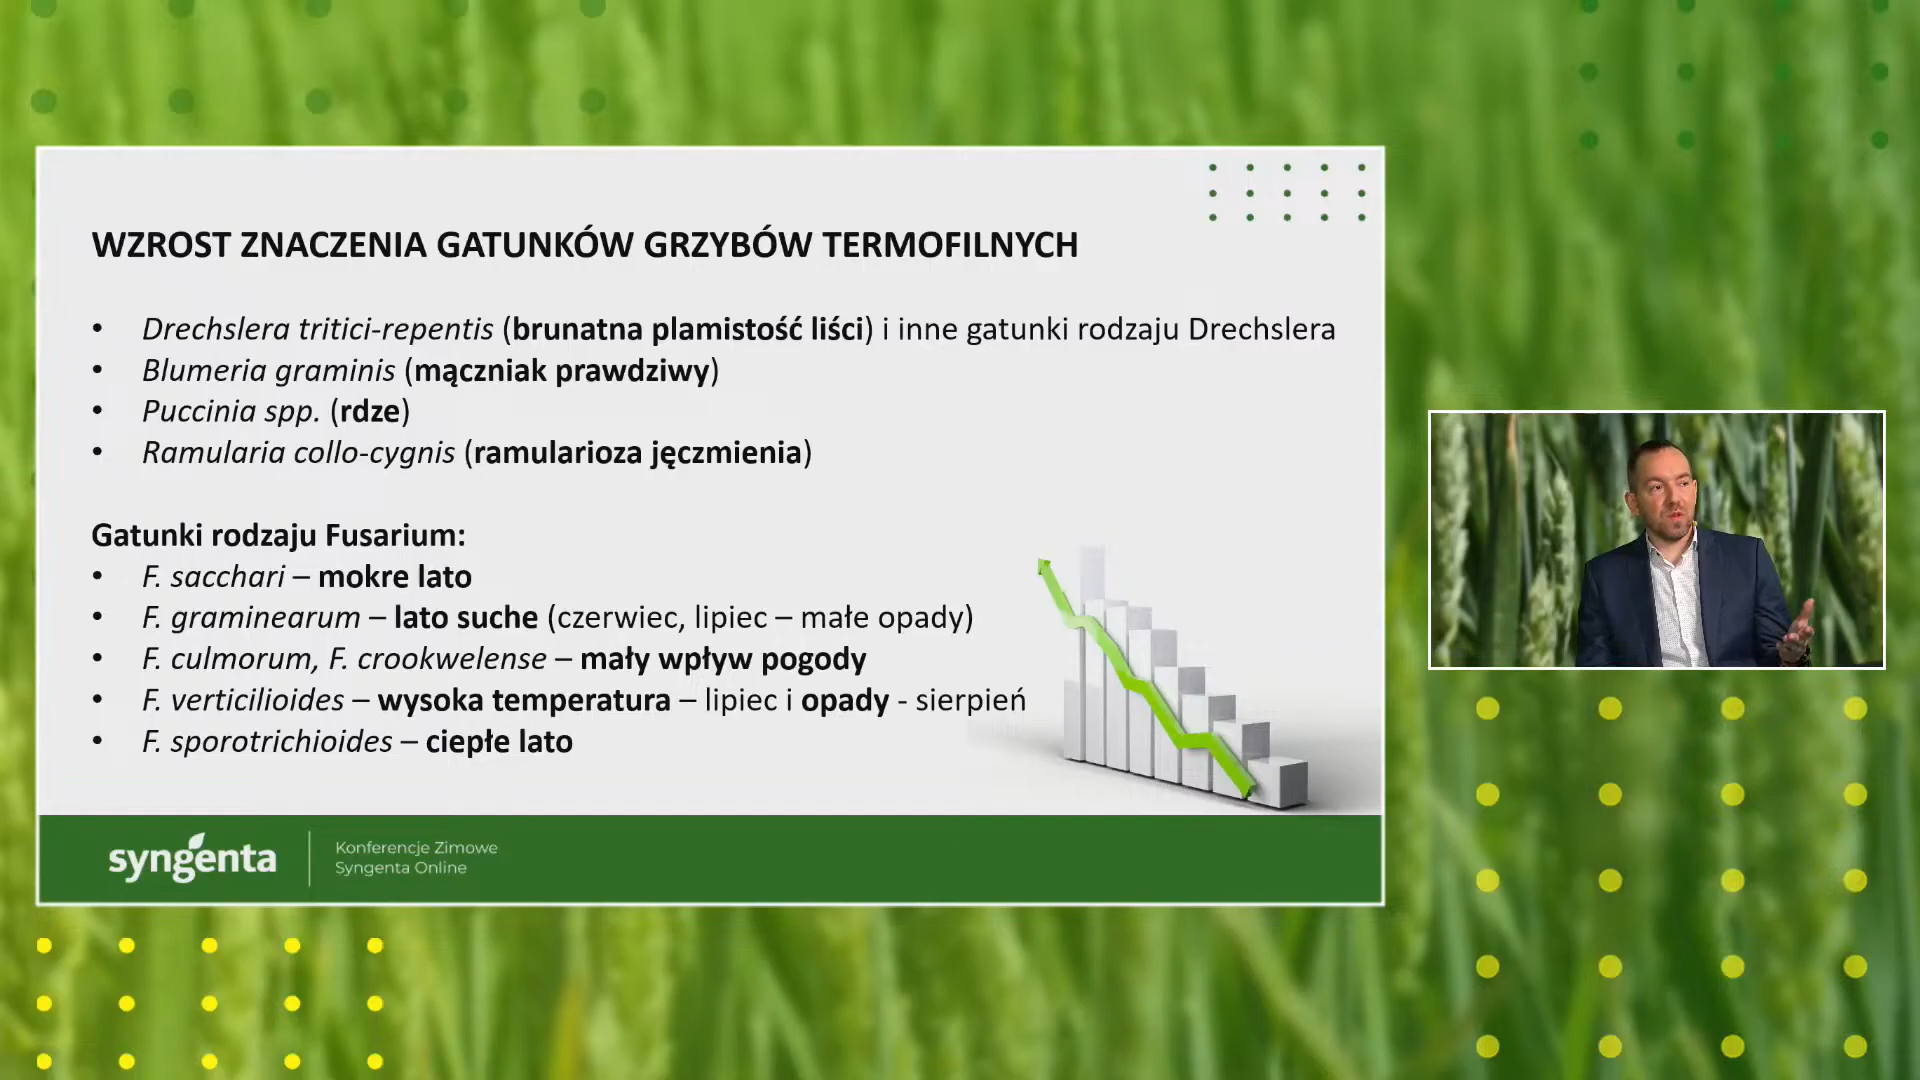 WZROST ZNACZENIA GATUNKÓW GRZYBÓW TERMOFILNYCH
• Drechslera tritici-repentis (brunatna plamistość liści) i inne gatunki rodzaju Drechslera
• Blumeria graminis (mączniak prawdziwy)
• Puccinia spp. (rdze)
• Ramularia collo-cygnis (ramularioza jęczmienia)
Gatunki rodzaju Fusarium:
• F. sacchari – mokre lato
• F. graminearum – lato suche (czerwiec, lipiec – małe opady)
• F. culmorum, F. crookwelense – mały wpływ pogody
• F. verticilioides – wysoka temperatura – lipiec i opady - sierpień
• F. sporotrichioides – ciepłe lato
syngenta
Konferencje Zimowe
Syngenta Online